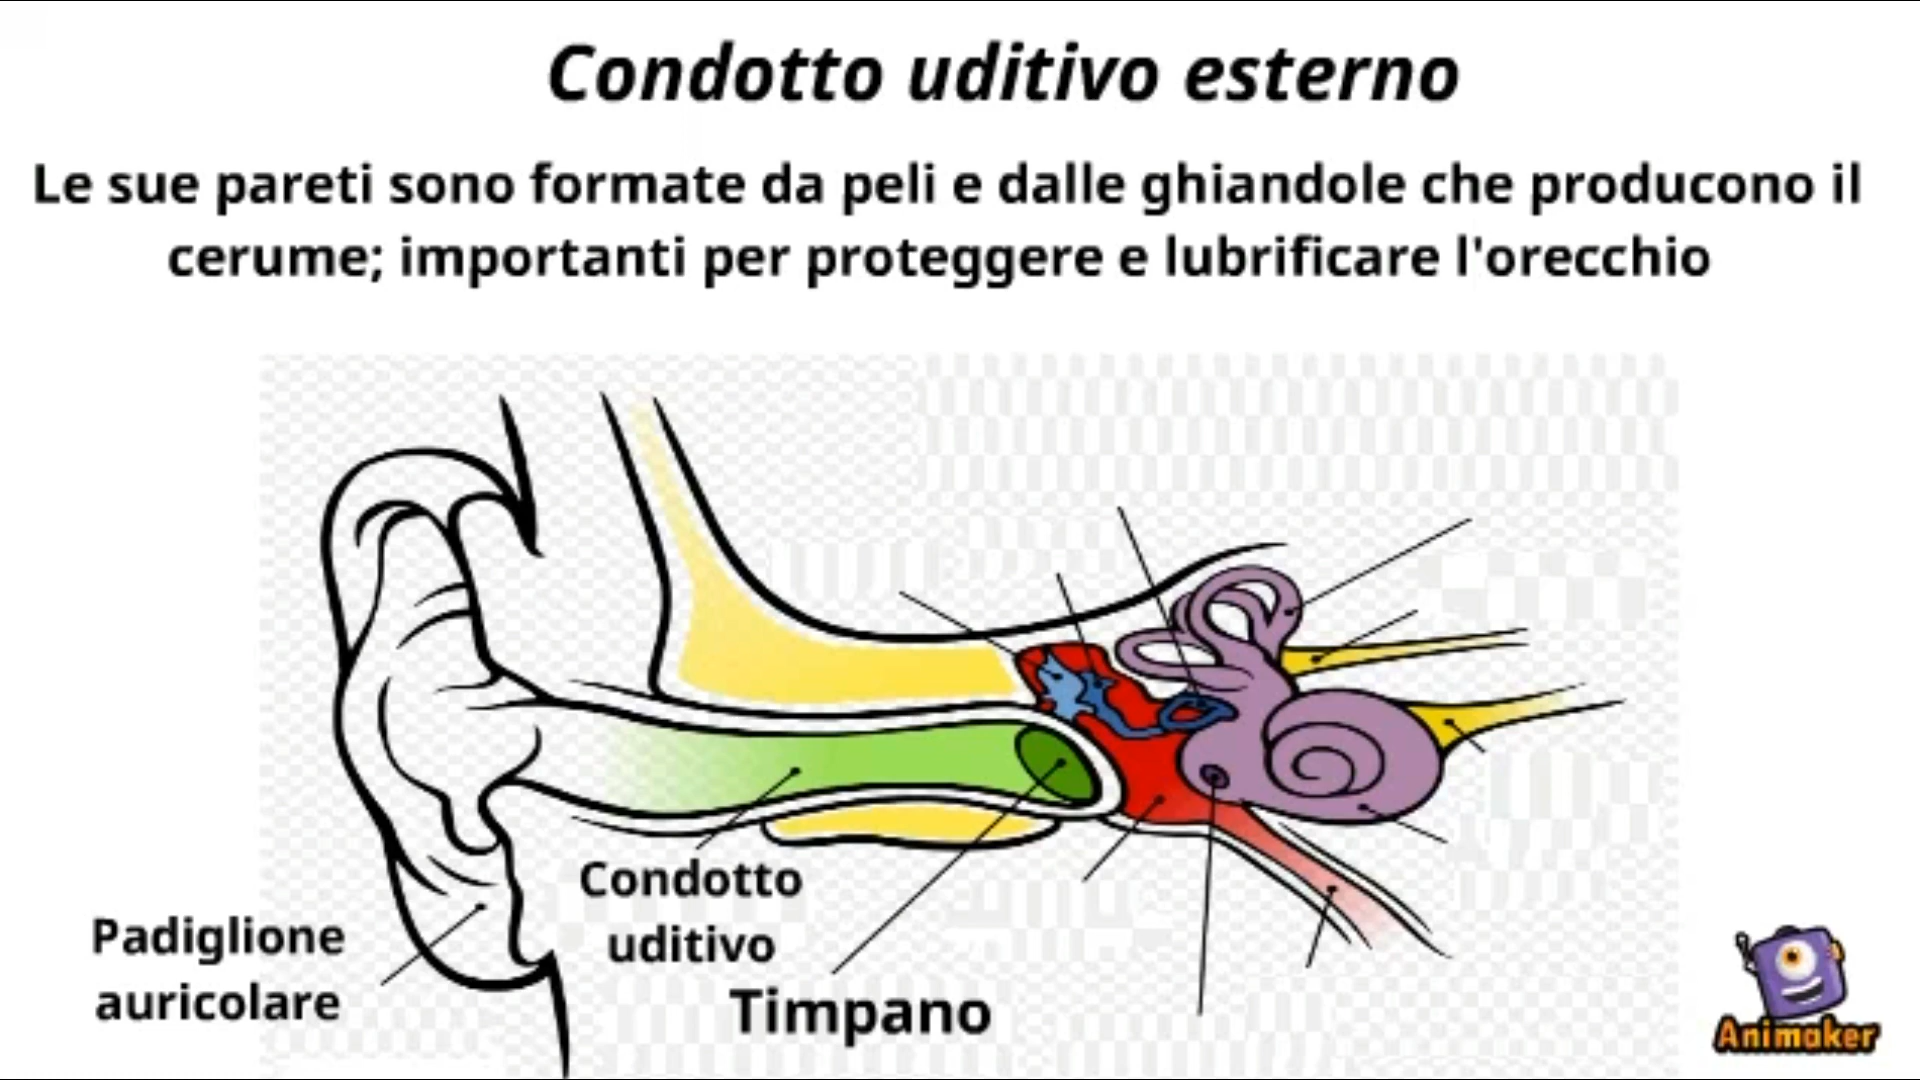 Condotto uditivo esterno
Le sue pareti sono formate da peli e dalle ghiandole che producono il
cerume; importanti per proteggere e lubrificare l'orecchio
Condotto
uditivo
Padiglione
auricolare
Timpano
Animaker